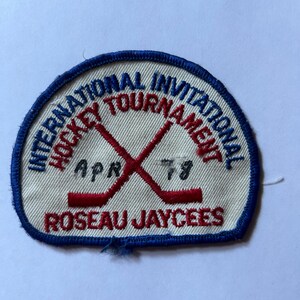 INTERNATIONAL INVITATIONAL
HOCKEY TOURNAMENT
APR 78
ROSEAU JAYCEES